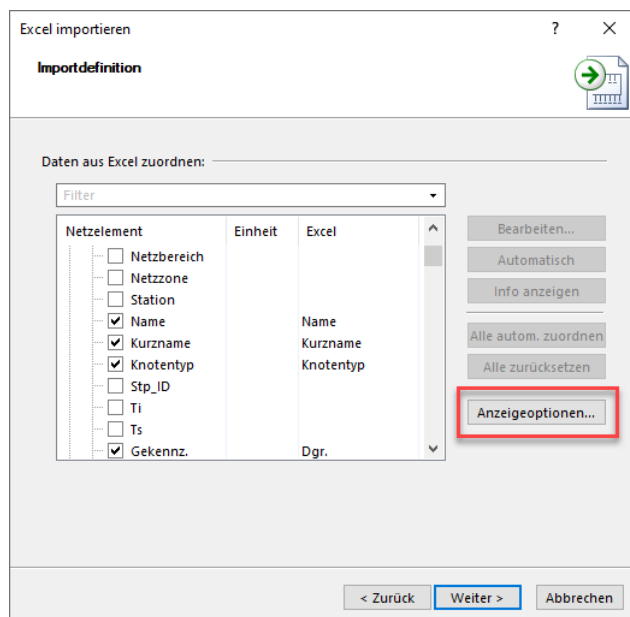 Excel importieren
?
Importdefinition
Daten aus Excel zuordnen:
Filter
Netzelement Einheit Excel
Netzbereich
Netzzone
Station
Name Name
Kurzname Kurzname
Knotentyp Knotentyp
Stp_ID
Ti
Ts
Gekennz. Dgr.
Bearbeiten...
Automatisch
Info anzeigen
Alle autom. zuordnen
Alle zurücksetzen
Anzeigeoptionen...
< Zurück Weiter > Abbrechen